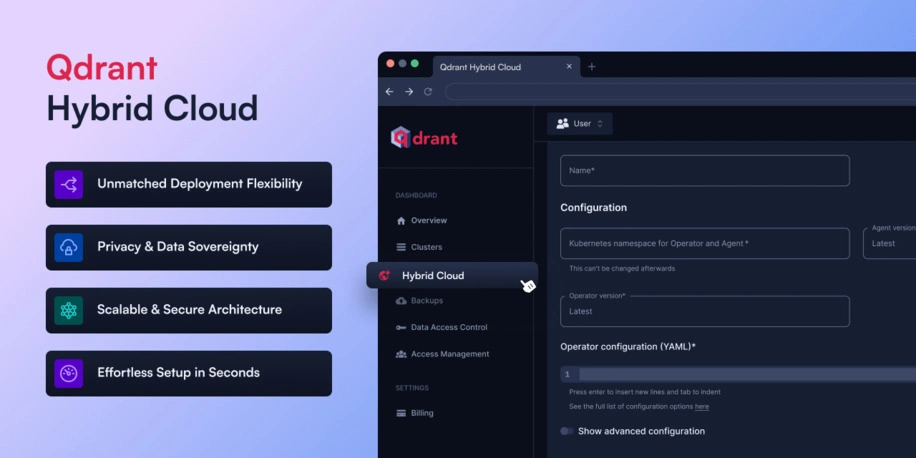 Qdrant
Hybrid Cloud
Unmatched Deployment Flexibility
Privacy & Data Sovereignty
Scalable & Secure Architecture
Effortless Setup in Seconds
Qdrant Hybrid Cloud
qdrant
DASHBOARD
Overview
Clusters
Hybrid Cloud
Backups
Data Access Control
Access Management
SETTINGS
Billing
User
Name*
Configuration
Kubernetes namespace for Operator and Agent*
This can't be changed afterwards
Agent version
Latest
Operator version*
Latest
Operator configuration (YAML)*
1
Press enter to insert new lines and tab to indent
See the full list of configuration options here
Show advanced configuration